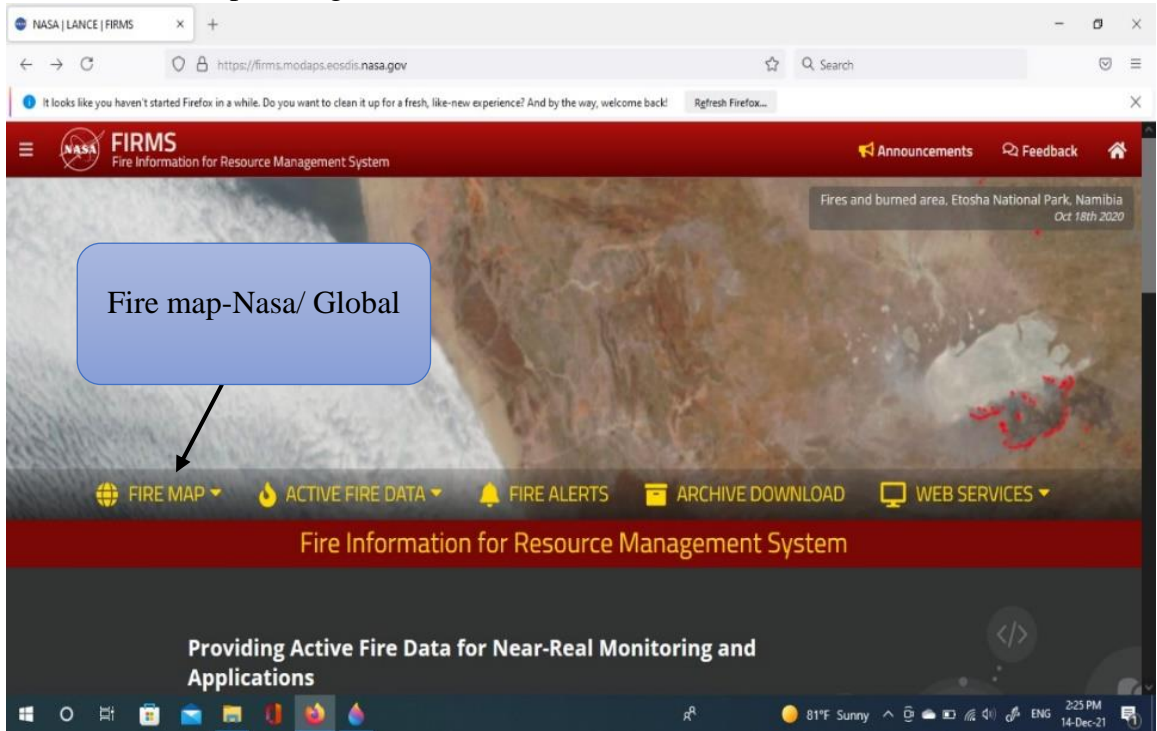 NASA | LANCE | FIRMS
https://firms.modaps.eosdis.nasa.gov
Search
It looks like you haven't started Firefox in a while. Do you want to clean it up for a fresh, like-new experience? And by the way, welcome back!
Refresh Firefox...
NASA
FIRMS
Fire Information for Resource Management System
Announcements
Feedback
Fires and burned area, Etosha National Park, Namibia
Oct 18th 2020
Fire map-Nasa/ Global
FIRE MAP
ACTIVE FIRE DATA
FIRE ALERTS
ARCHIVE DOWNLOAD
WEB SERVICES
Fire Information for Resource Management System
Providing Active Fire Data for Near-Real Monitoring and
Applications
81°F Sunny
ENG
2:25 PM
14-Dec-21